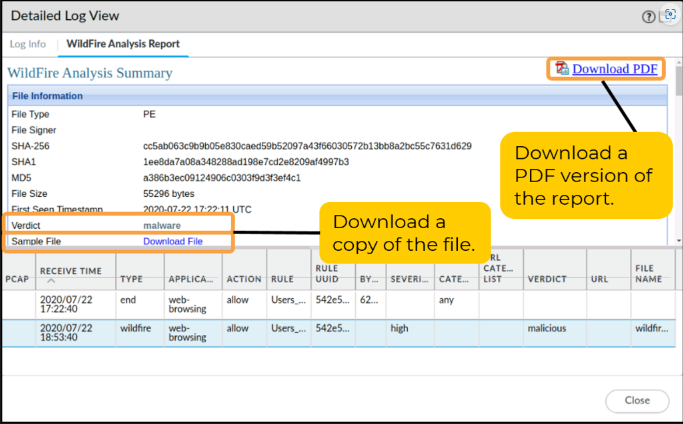 Detailed Log View
Log Info
WildFire Analysis Report
WildFire Analysis Summary
Download PDF
File Information
File Type PE
File Signer
SHA-256 cc5ab063c9b9b05e830caed59b52097a43f66030572b13bb8a2bc55c7631d629
SHA1 1ee8da7a08a348288ad198e7cd2e8209af4997b3
MD5 a386b3ec09124906c0303f9d3f3ef4c1
File Size 55296 bytes
First Seen Timestamp 2020-07-22 17:22:11 UTC
Verdict malware
Sample File Download File
Download a
PDF version of
the report.
Download a
copy of the file.
PCAP RECEIVE TIME TYPE APPLICA... ACTION RULE RULE UUID BY... SEVERI... CATE... URL CATE... LIST VERDICT URL FILE NAME
2020/07/22 17:22:40 end web-browsing allow Users_... 542e5... 62... any
2020/07/22 18:53:40 wildfire web-browsing allow Users_... 542e5... high malicious wildfir...
Close